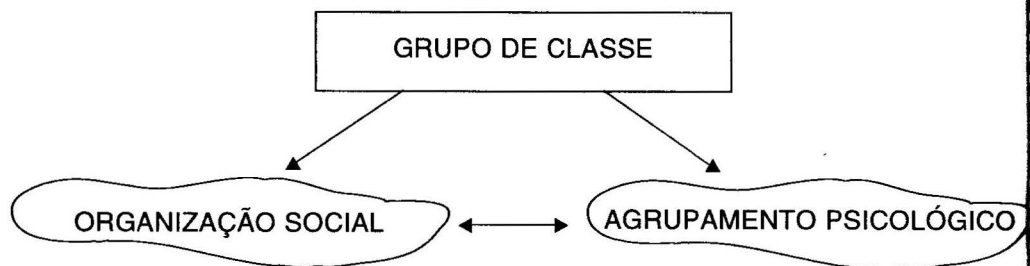 GRUPO DE CLASSE
ORGANIZAÇÃO SOCIAL
AGRUPAMENTO PSICOLÓGICO